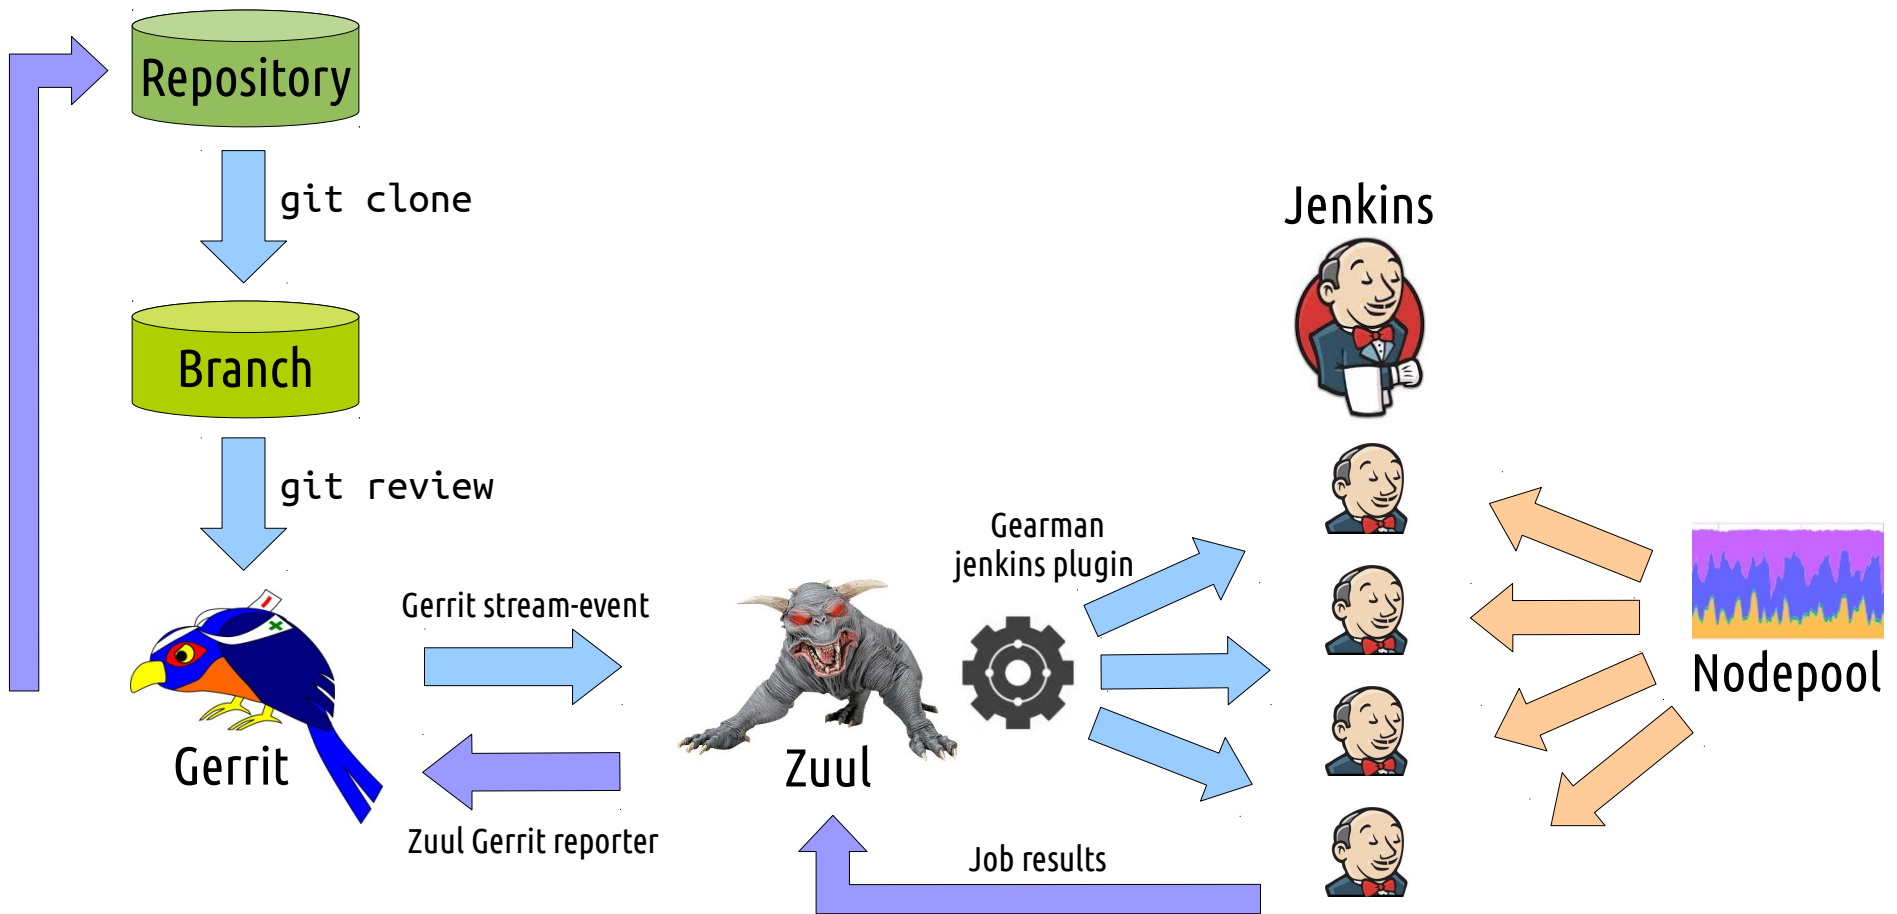 Repository
git clone
Jenkins
Branch
git review
Gearman
jenkins plugin
Gerrit stream-event
Nodepool
Gerrit
Zuul
Zuul Gerrit reporter
Job results